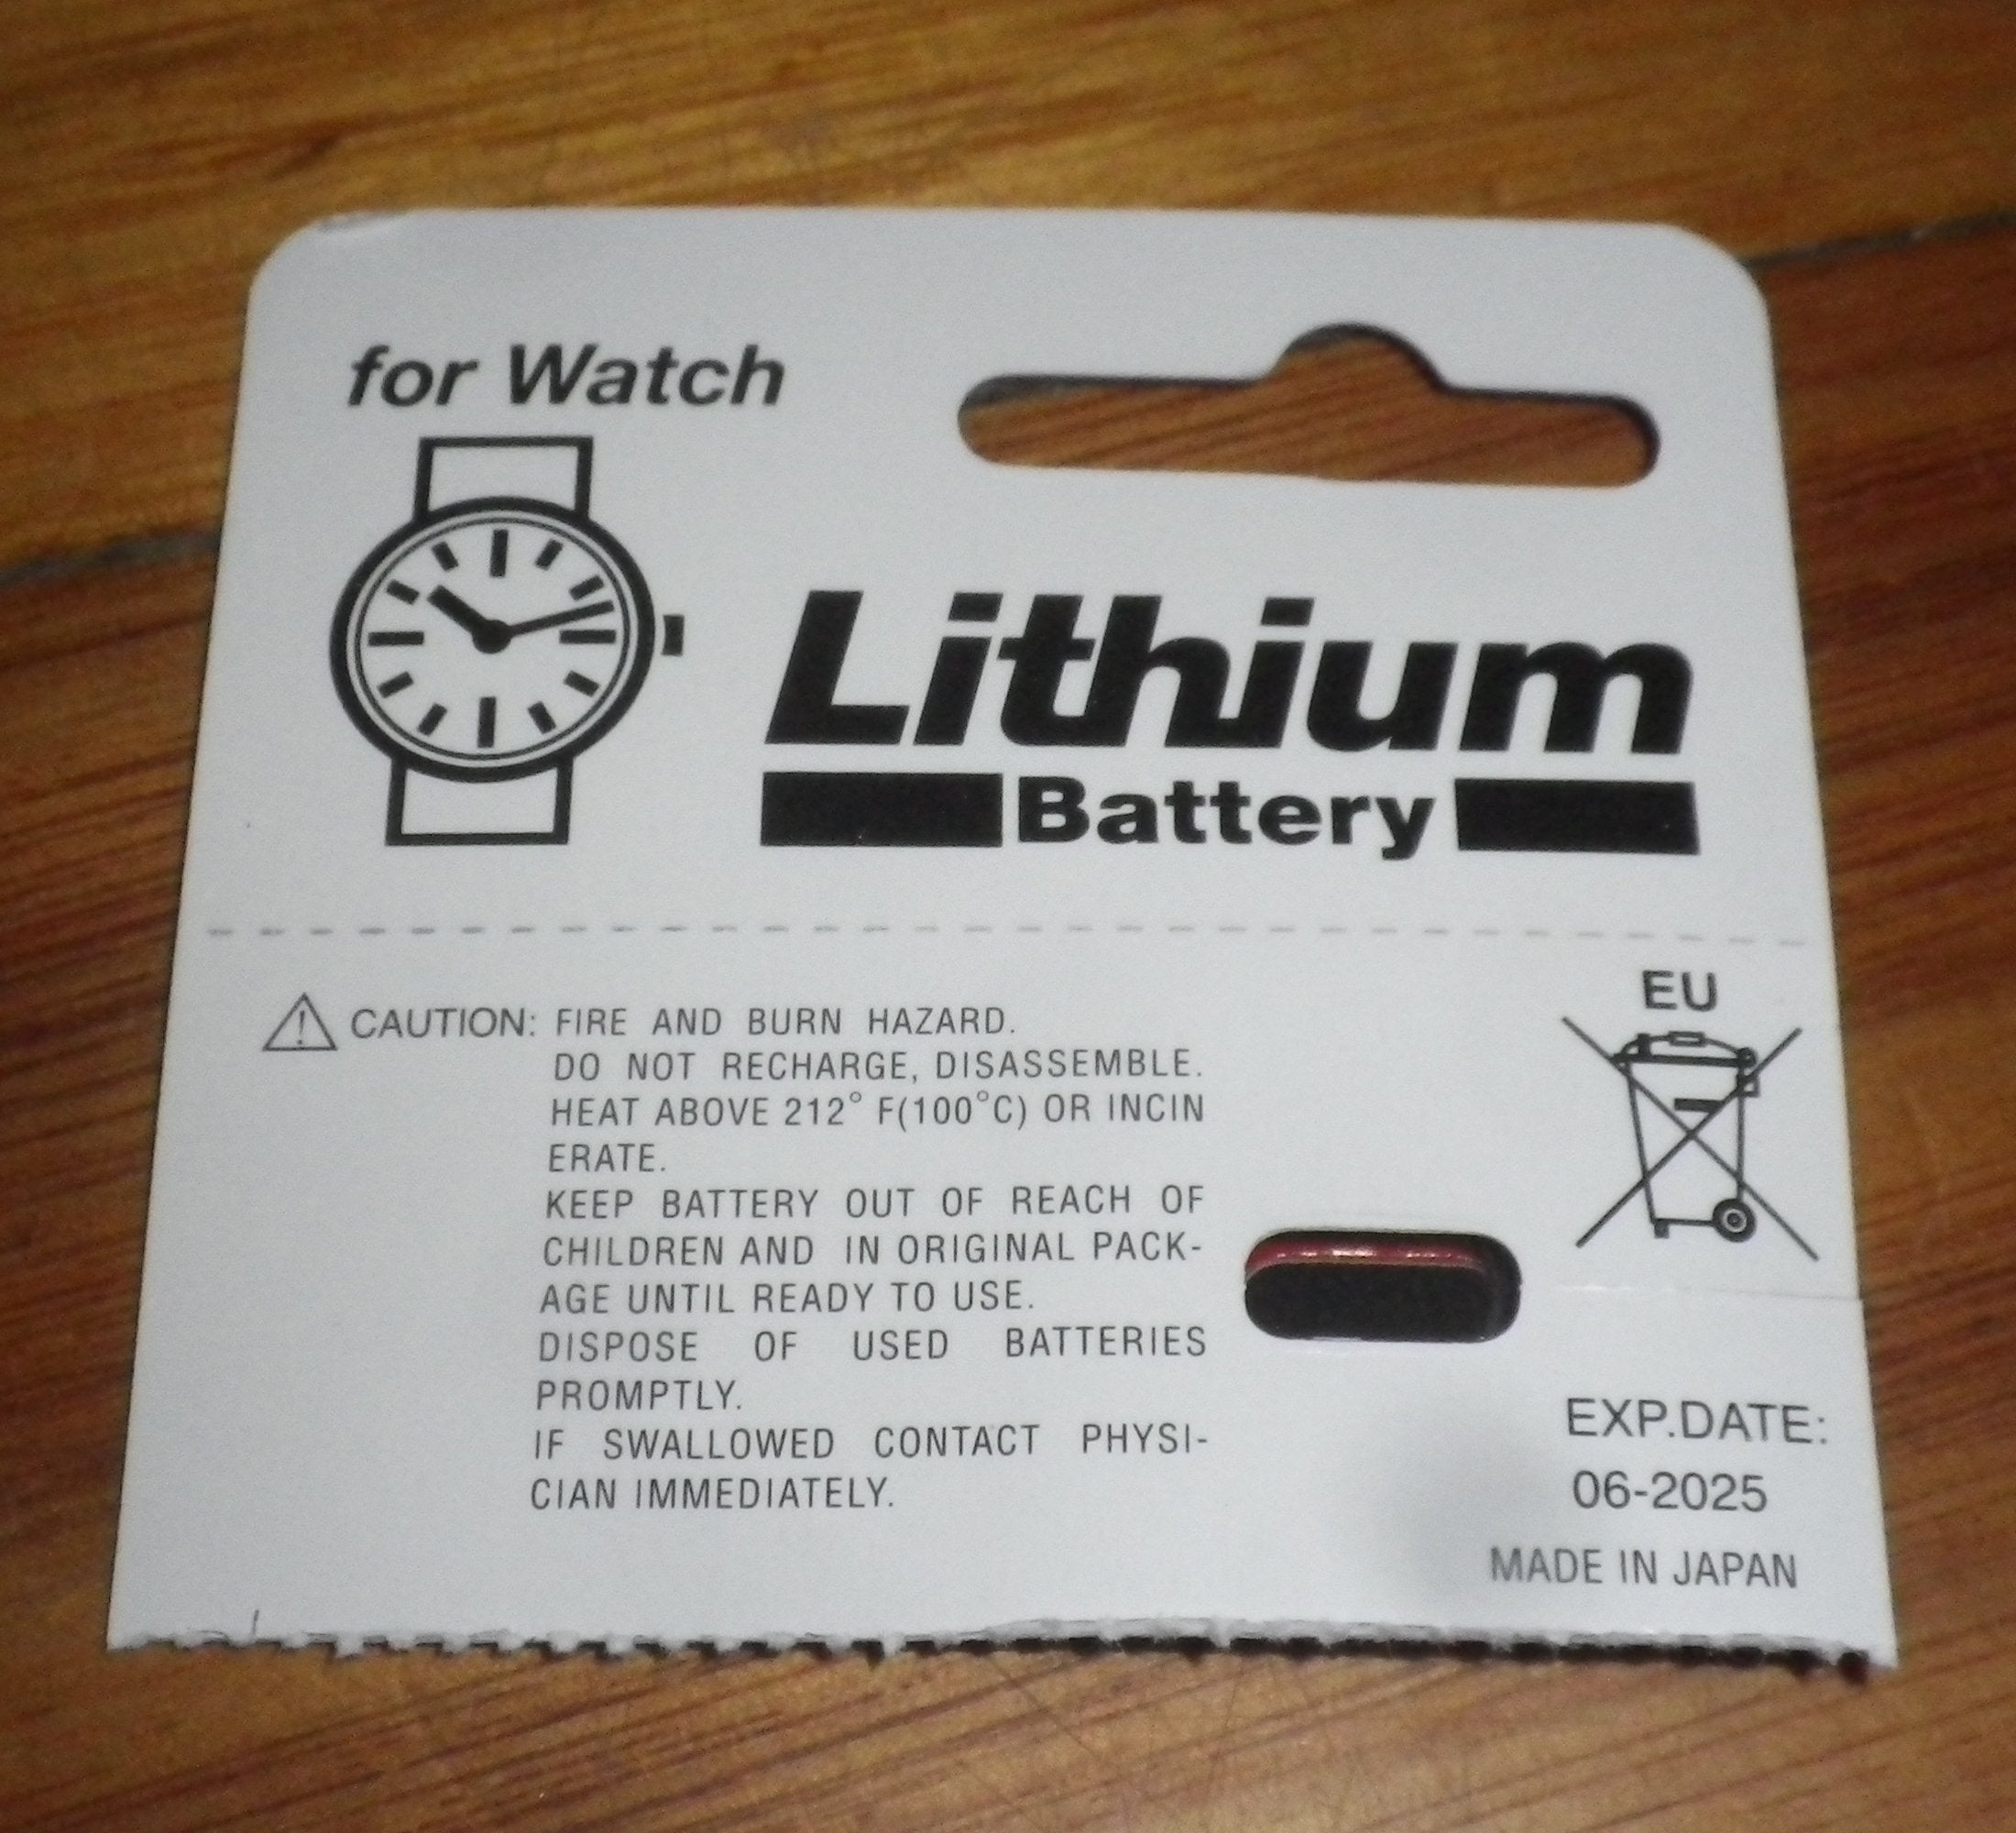 for Watch
Lithium
Battery
CAUTION: FIRE AND BURN HAZARD.
DO NOT RECHARGE, DISASSEMBLE.
HEAT ABOVE 212° F(100°C) OR INCIN
ERATE.
KEEP BATTERY OUT OF REACH OF
CHILDREN AND IN ORIGINAL PACK-
AGE UNTIL READY TO USE.
DISPOSE OF USED BATTERIES
PROMPTLY.
IF SWALLOWED CONTACT PHYSI-
CIAN IMMEDIATELY.
EU
EXP.DATE:
06-2025
MADE IN JAPAN